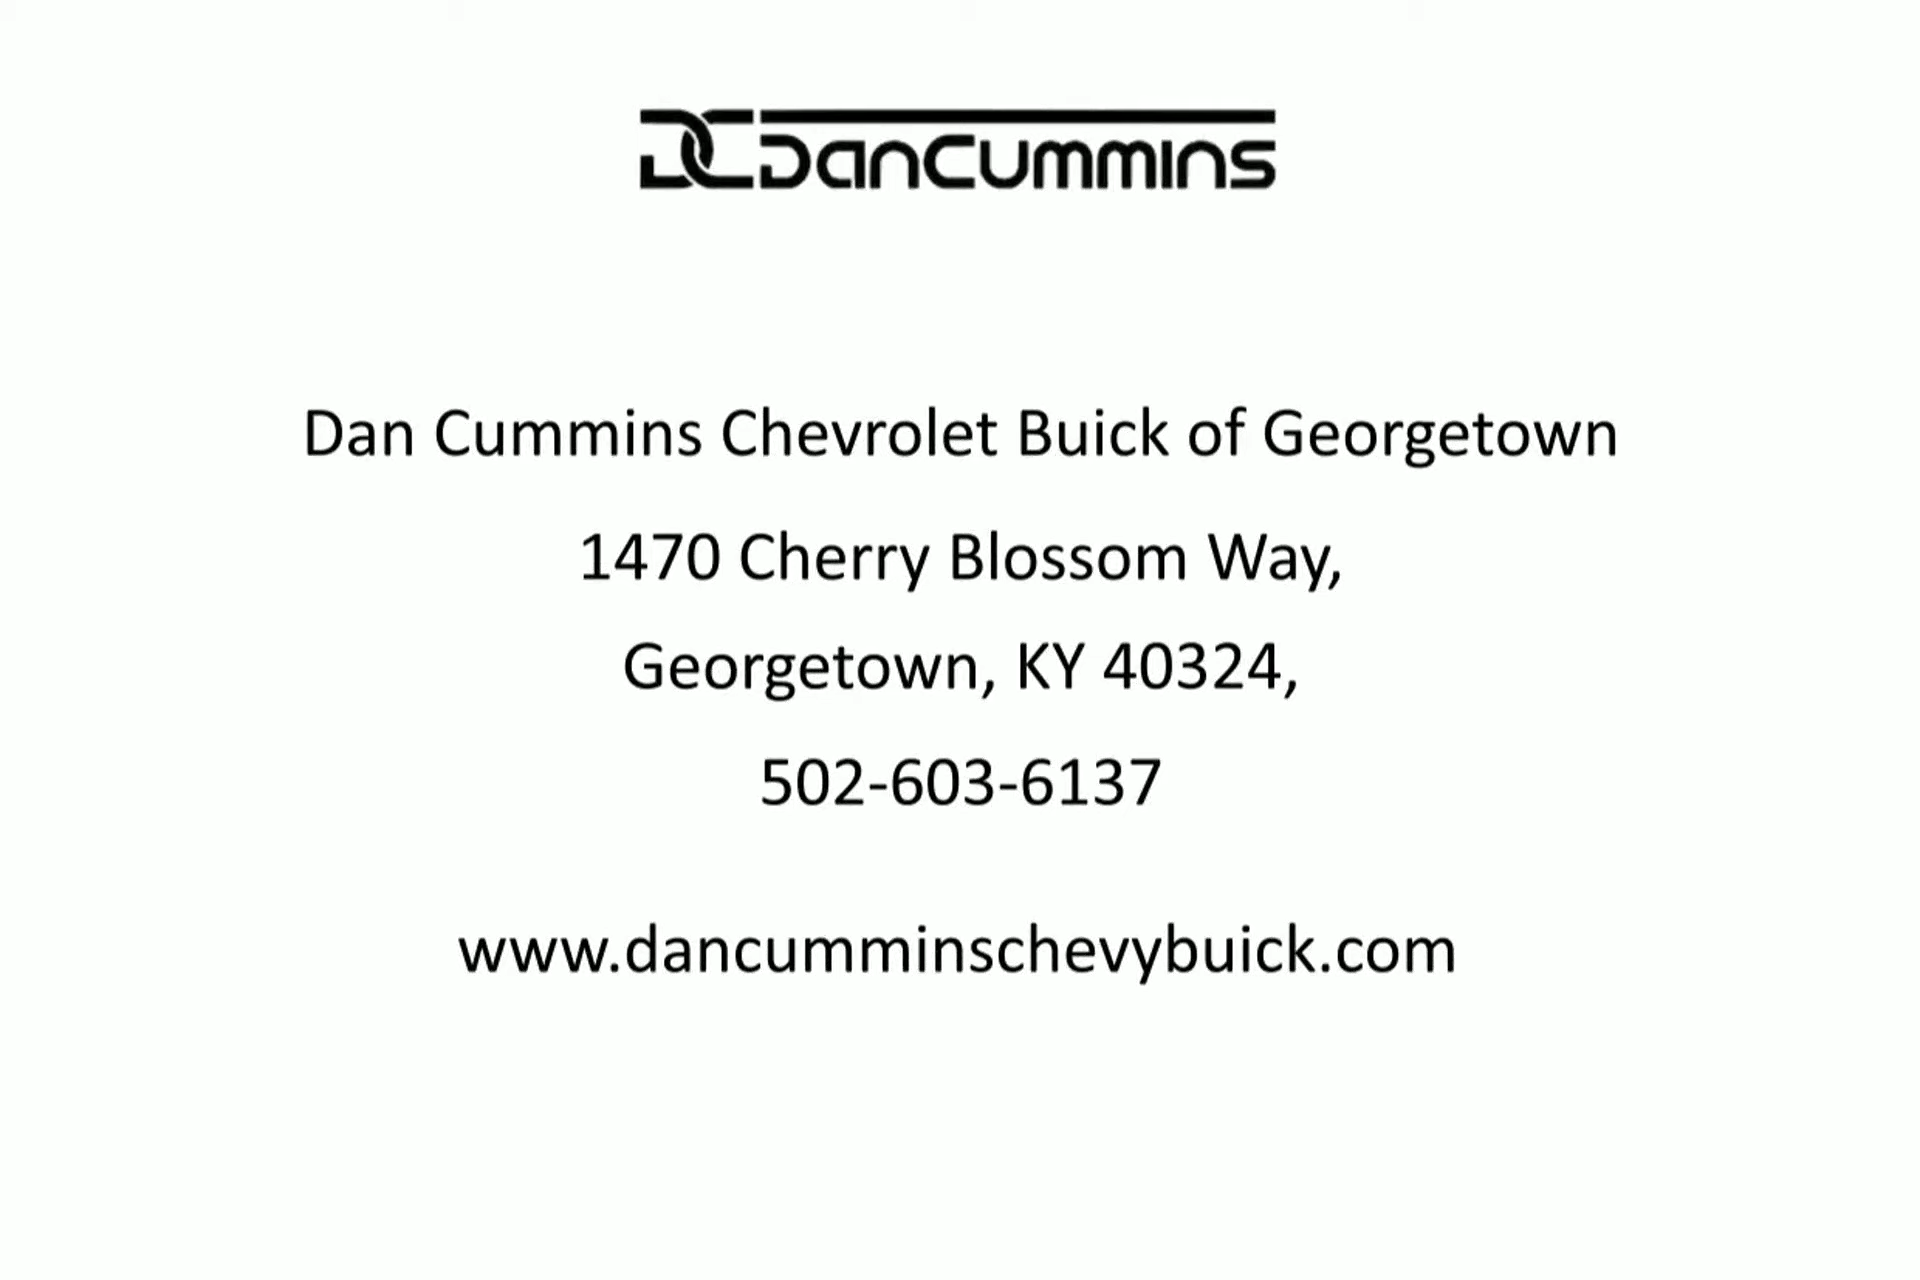 DC DanCummins
Dan Cummins Chevrolet Buick of Georgetown
1470 Cherry Blossom Way,
Georgetown, KY 40324,
502-603-6137
www.dancumminschevybuick.com